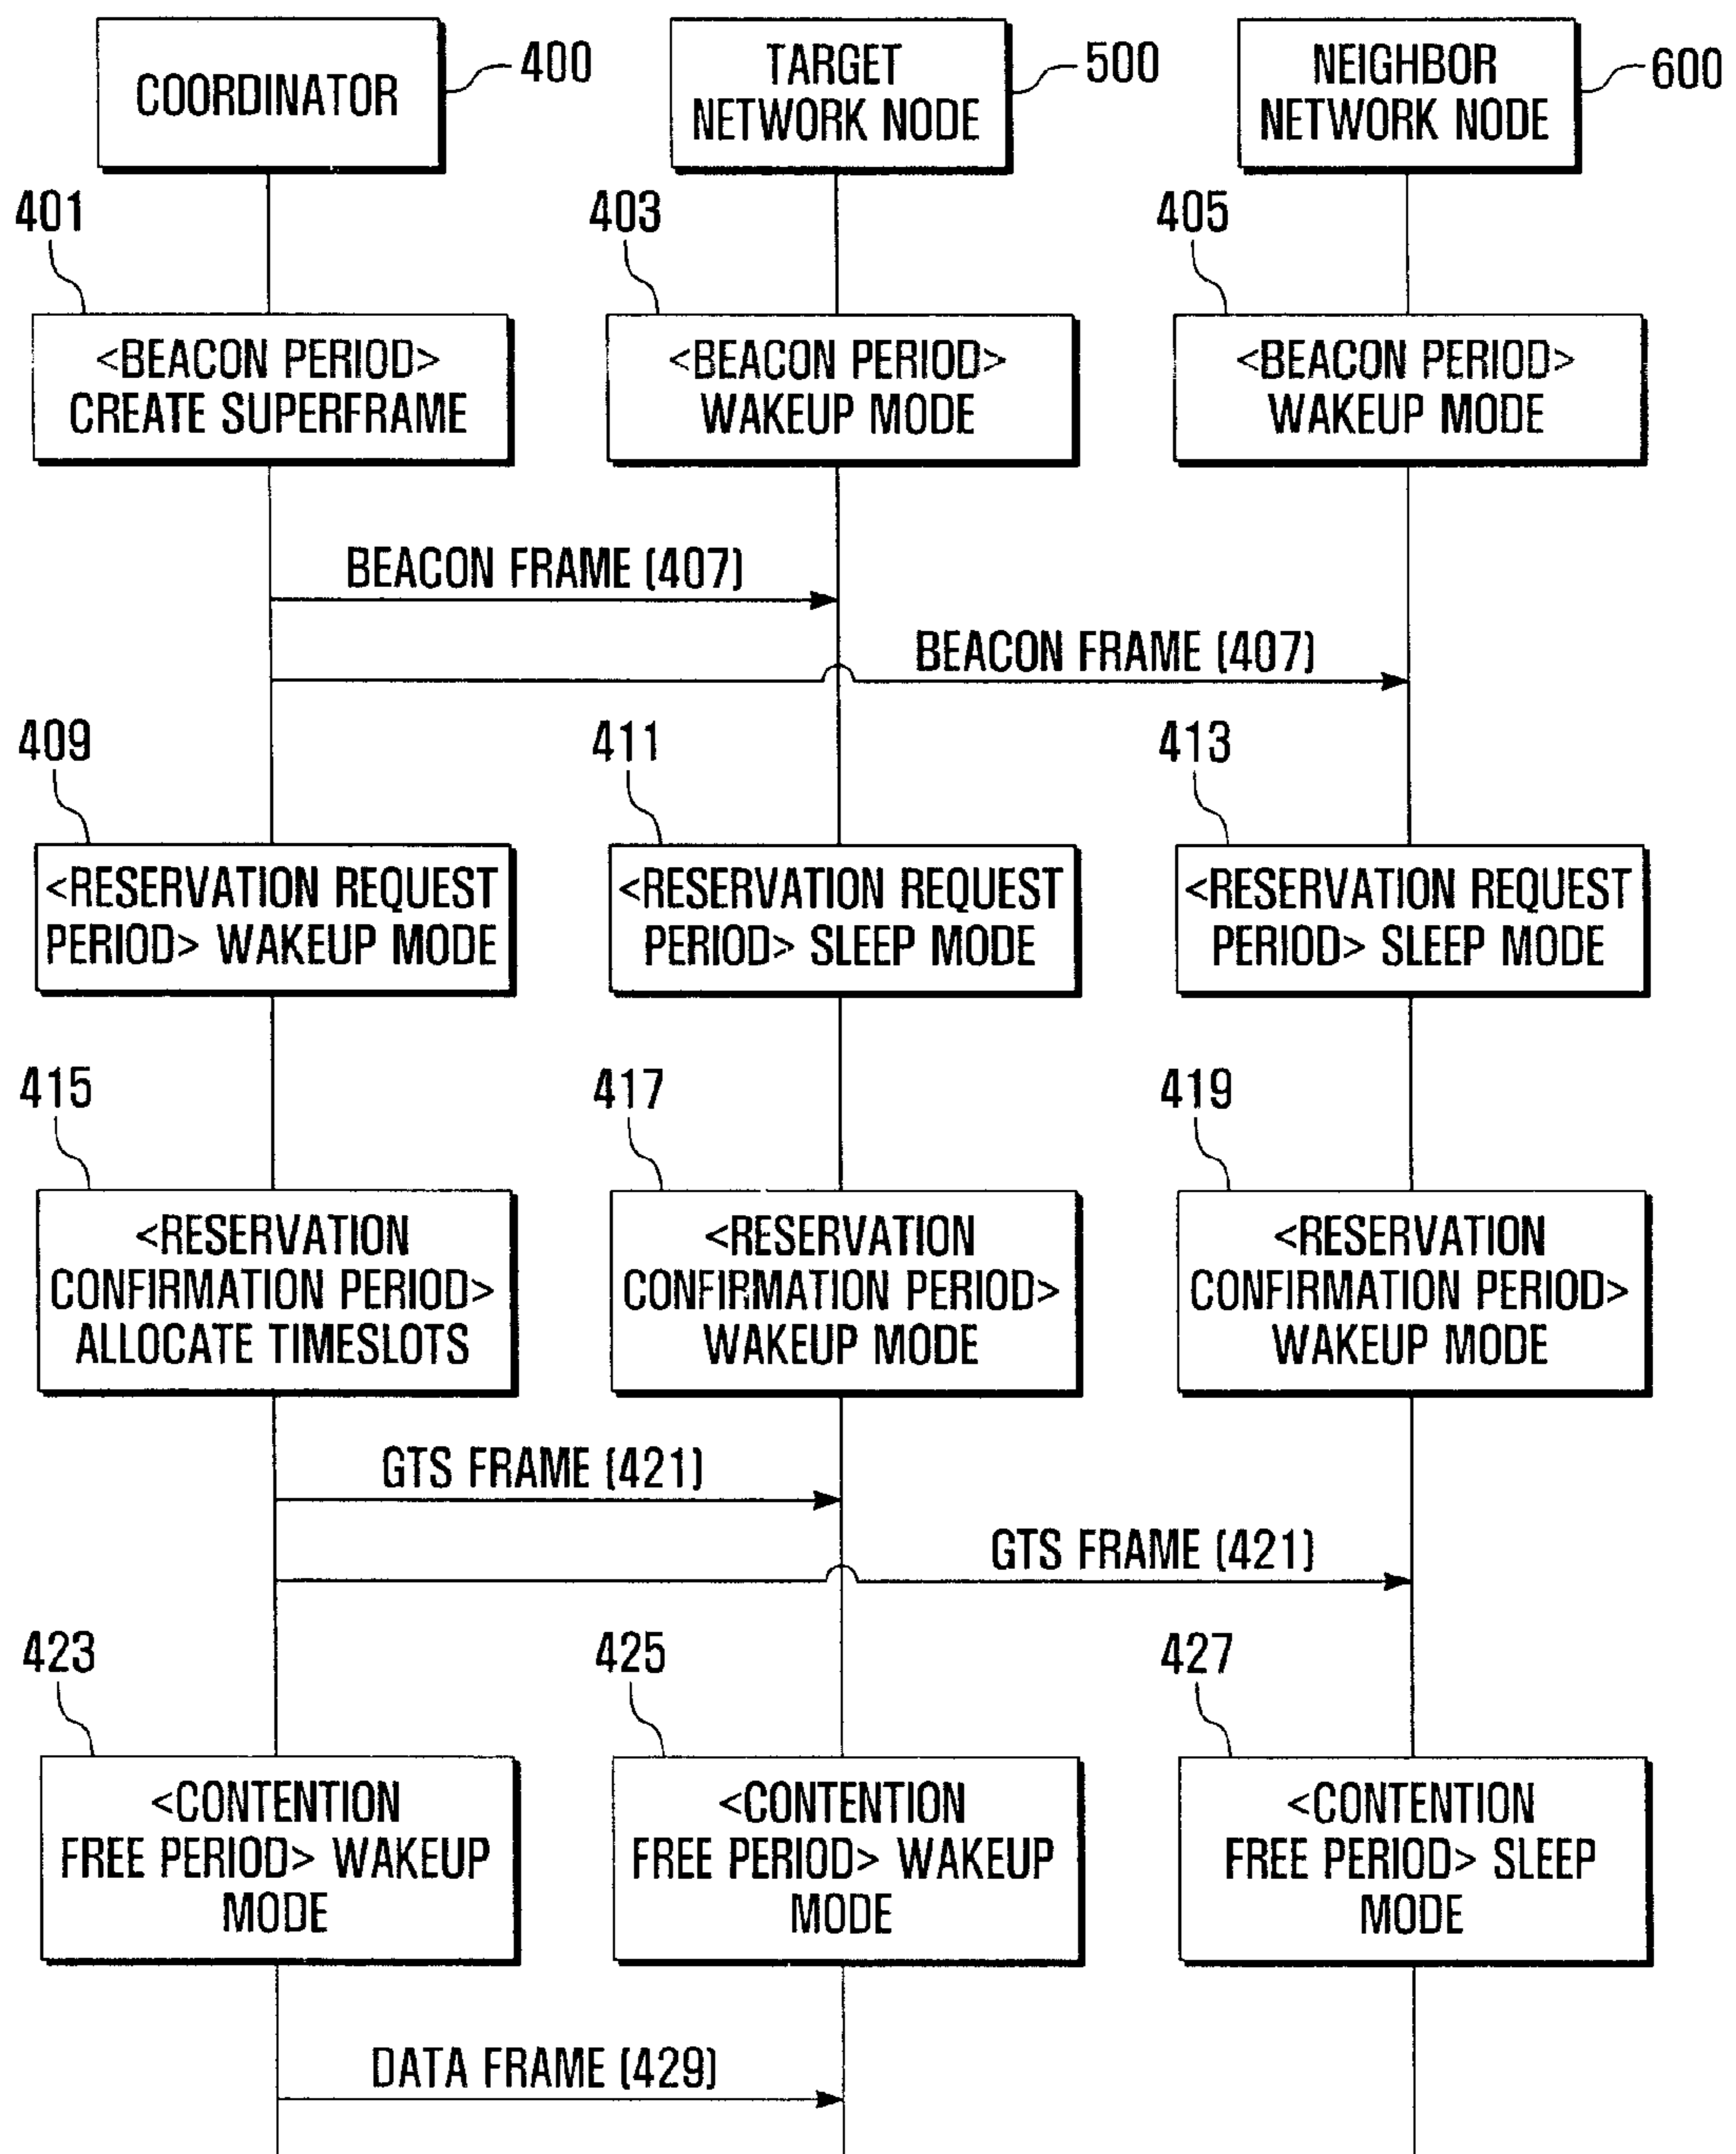 COORDINATOR
400
TARGET
NETWORK NODE
500
NEIGHBOR
NETWORK NODE
600
401
403
405
<BEACON PERIOD>
CREATE SUPERFRAME
<BEACON PERIOD>
WAKEUP MODE
<BEACON PERIOD>
WAKEUP MODE
BEACON FRAME (407)
BEACON FRAME (407)
409
411
413
<RESERVATION REQUEST
PERIOD> WAKEUP MODE
<RESERVATION REQUEST
PERIOD> SLEEP MODE
<RESERVATION REQUEST
PERIOD> SLEEP MODE
415
417
419
<RESERVATION
CONFIRMATION PERIOD>
ALLOCATE TIMESLOTS
<RESERVATION
CONFIRMATION PERIOD>
WAKEUP MODE
<RESERVATION
CONFIRMATION PERIOD>
WAKEUP MODE
GTS FRAME (421)
GTS FRAME (421)
423
425
427
<CONTENTION
FREE PERIOD> WAKEUP
MODE
<CONTENTION
FREE PERIOD> WAKEUP
MODE
<CONTENTION
FREE PERIOD> SLEEP
MODE
DATA FRAME (429)